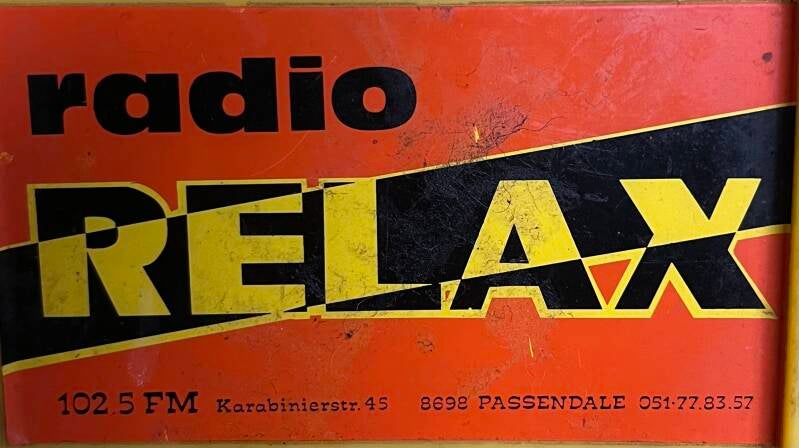 radio
RELAX
102.5 FM Karabinierstr. 45 8698 PASSENDALE 051-77.83.57